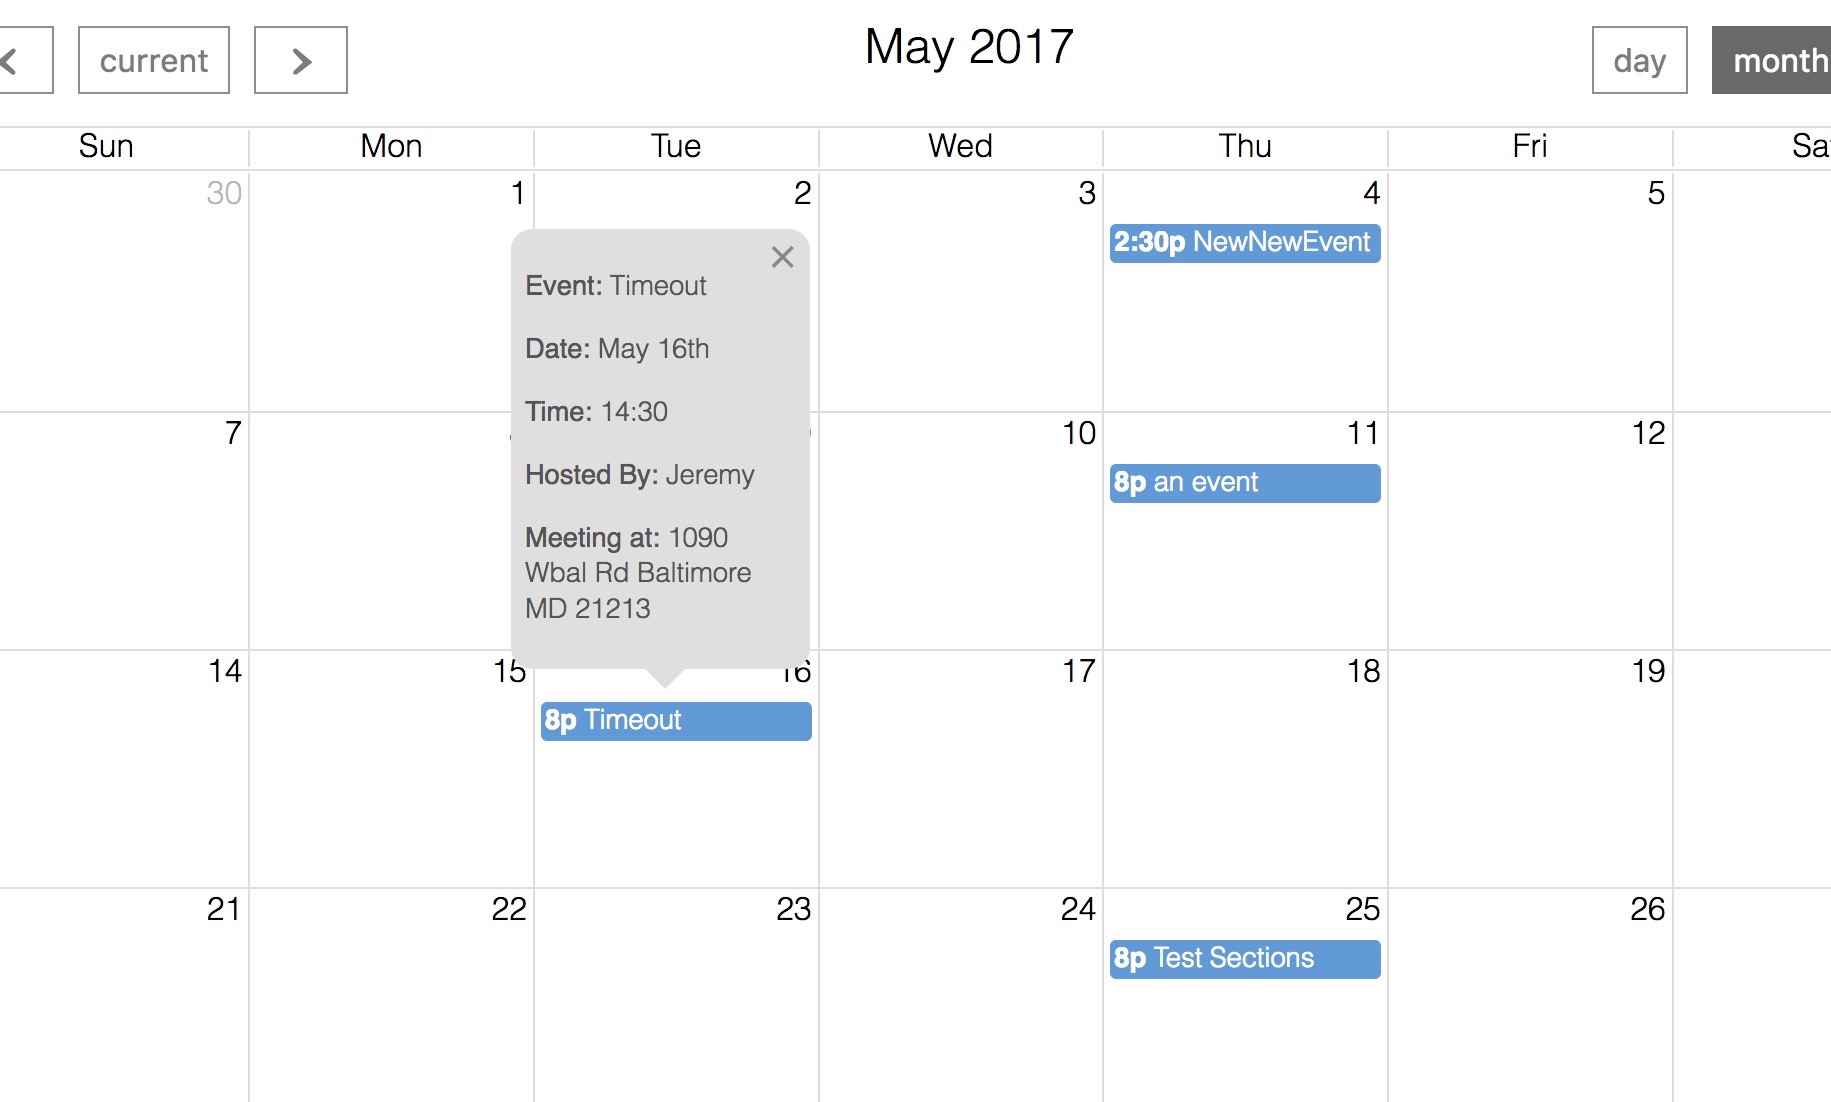 current
May 2017
day
month
Sun Mon Tue Wed Thu Fri
30 1 2 3 4 5
2:30p NewNewEvent
Event: Timeout
Date: May 16th
Time: 14:30
Hosted By: Jeremy
Meeting at: 1090
Wbal Rd Baltimore
MD 21213
7 10 11 12
8p an event
14 15 16 17 18 19
8p Timeout
21 22 23 24 25 26
8p Test Sections